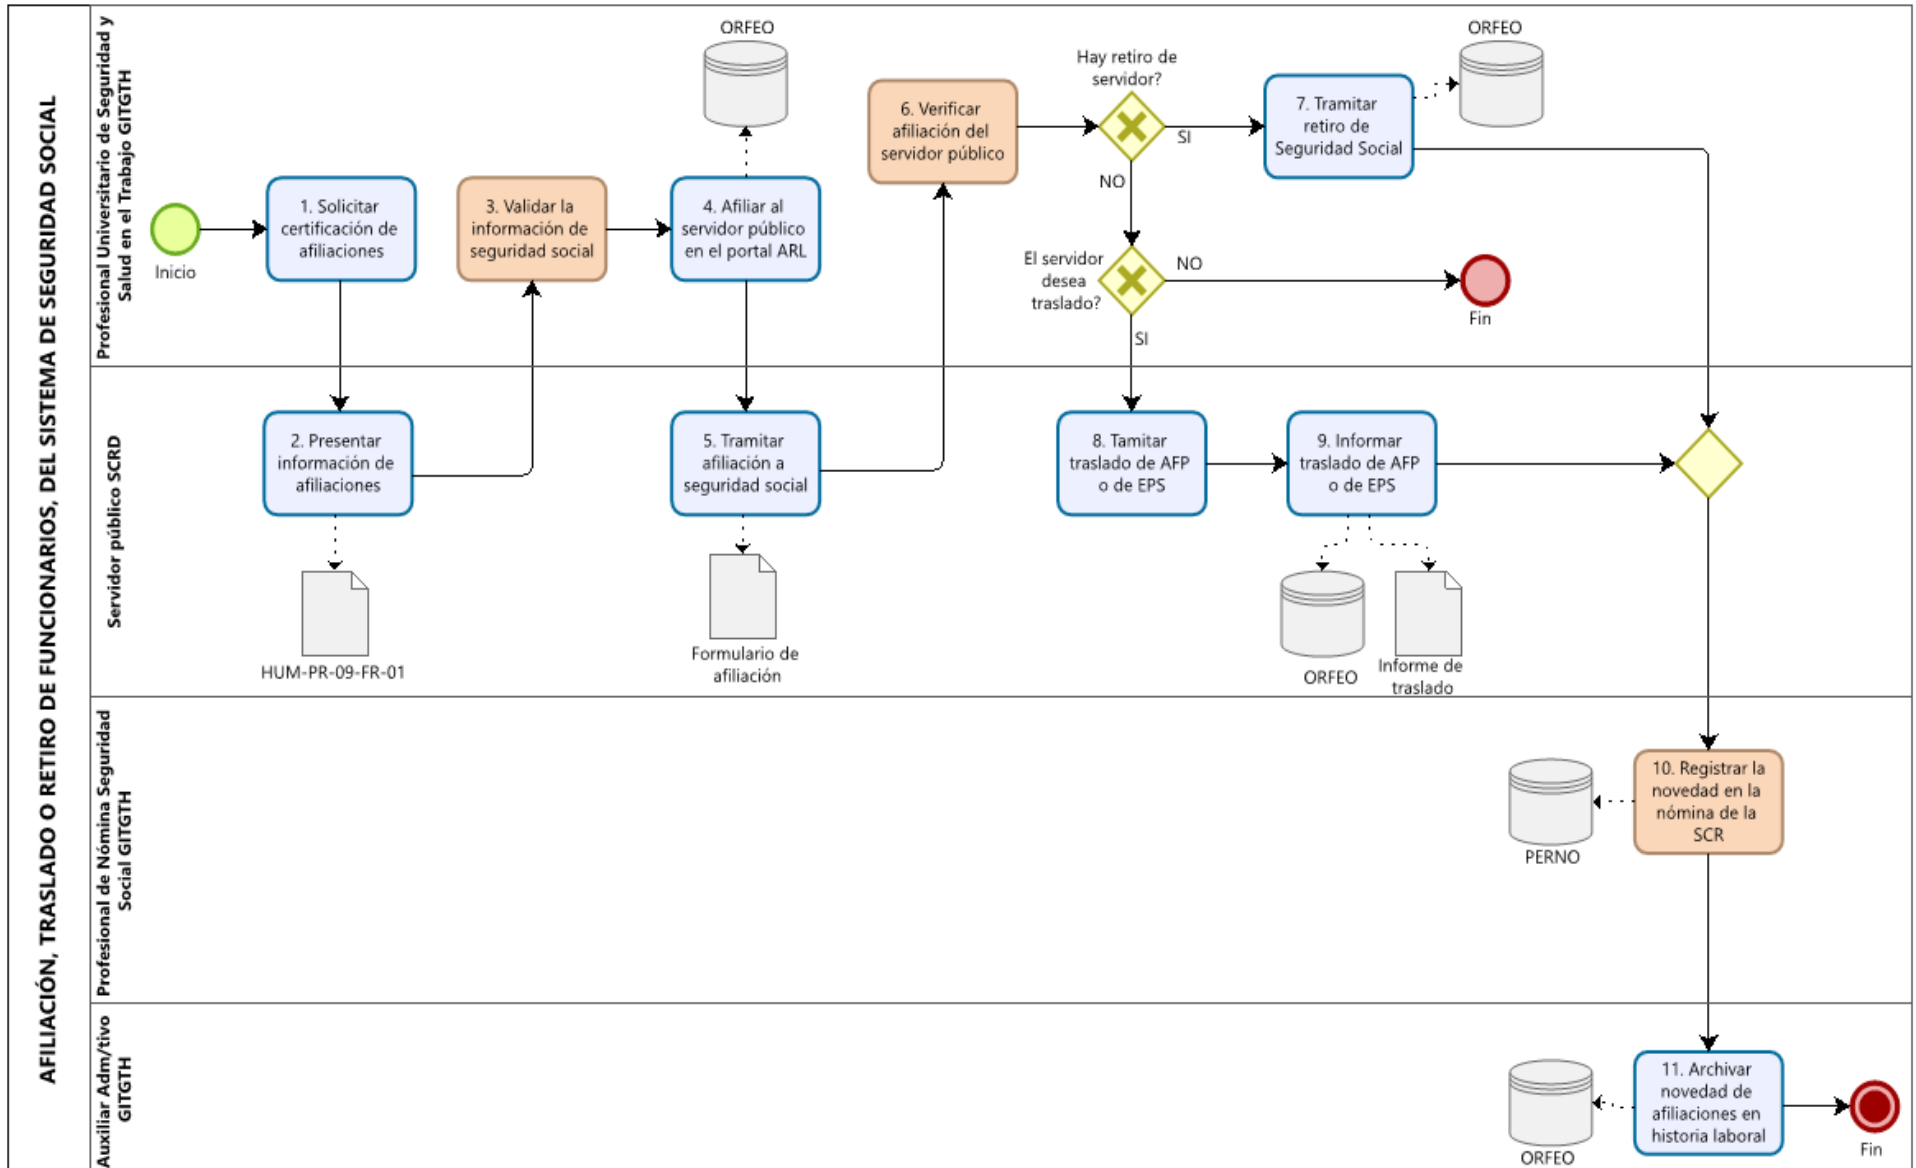 AFILIACIÓN, TRASLADO O RETIRO DE FUNCIONARIOS, DEL SISTEMA DE SEGURIDAD SOCIAL
Profesional Universitario de Seguridad y
Salud en el Trabajo GITGTH
Inicio
1. Solicitar
certificación de
afiliaciones
3. Validar la
información de
seguridad social
ORFEO
4. Afiliar al
servidor público
en el portal ARL
6. Verificar
afiliación del
servidor público
Hay retiro de
servidor?
SI
NO
7. Tramitar
retiro de
Seguridad Social
ORFEO
El servidor
desea
traslado?
NO
SI
Fin
Servidor público SCRD
2. Presentar
información de
afiliaciones
HUM-PR-09-FR-01
5. Tramitar
afiliación a
seguridad social
Formulario de
afiliación
8. Tamitar
traslado de AFP
o de EPS
9. Informar
traslado de AFP
o de EPS
ORFEO
Informe de
traslado
Profesional de Nómina Seguridad
Social GITGTH
PERNO
10. Registrar la
novedad en la
nómina de la
SCR
Auxiliar Adm/tivo
GITGTH
ORFEO
11. Archivar
novedad de
afiliaciones en
historia laboral
Fin